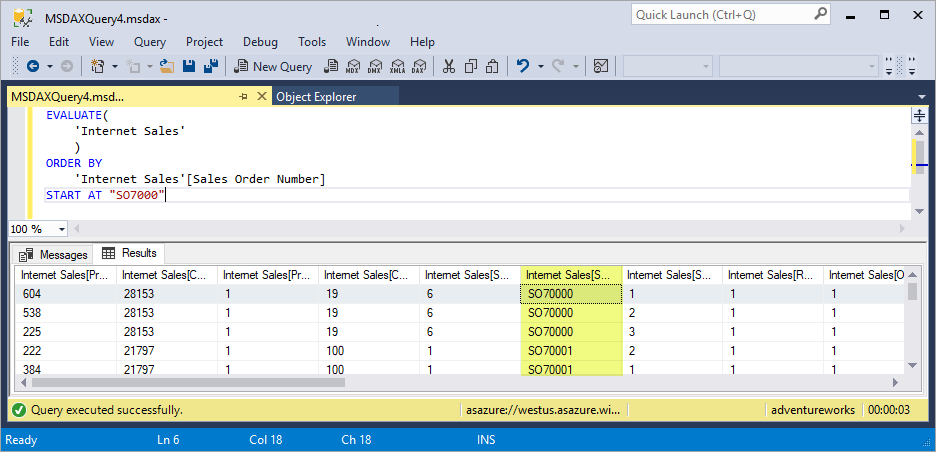 MSDAXQuery4.msdax -
Quick Launch (Ctrl+Q)
File Edit View Query Project Debug Tools Window Help
New Query MDX DMX XMLA DAX
MSDAXQuery4.msd... Object Explorer
EVALUATE(
'Internet Sales'
)
ORDER BY
'Internet Sales'[Sales Order Number]
START AT "SO7000"
100 %
Messages Results
Internet Sales[Pr... Internet Sales[C... Internet Sales[Pr... Internet Sales[C... Internet Sales[S... Internet Sales[S... Internet Sales[S... Internet Sales[R... Internet Sales[O
604 28153 1 19 6 SO70000 1 1 1
538 28153 1 19 6 SO70000 2 1 1
225 28153 1 19 6 SO70000 3 1 1
222 21797 1 100 1 SO70001 2 1 1
384 21797 1 100 1 SO70001 1 1 1
Query executed successfully. asazure://westus.asazure.wi... adventureworks 00:00:03
Ready Ln 6 Col 18 Ch 18 INS